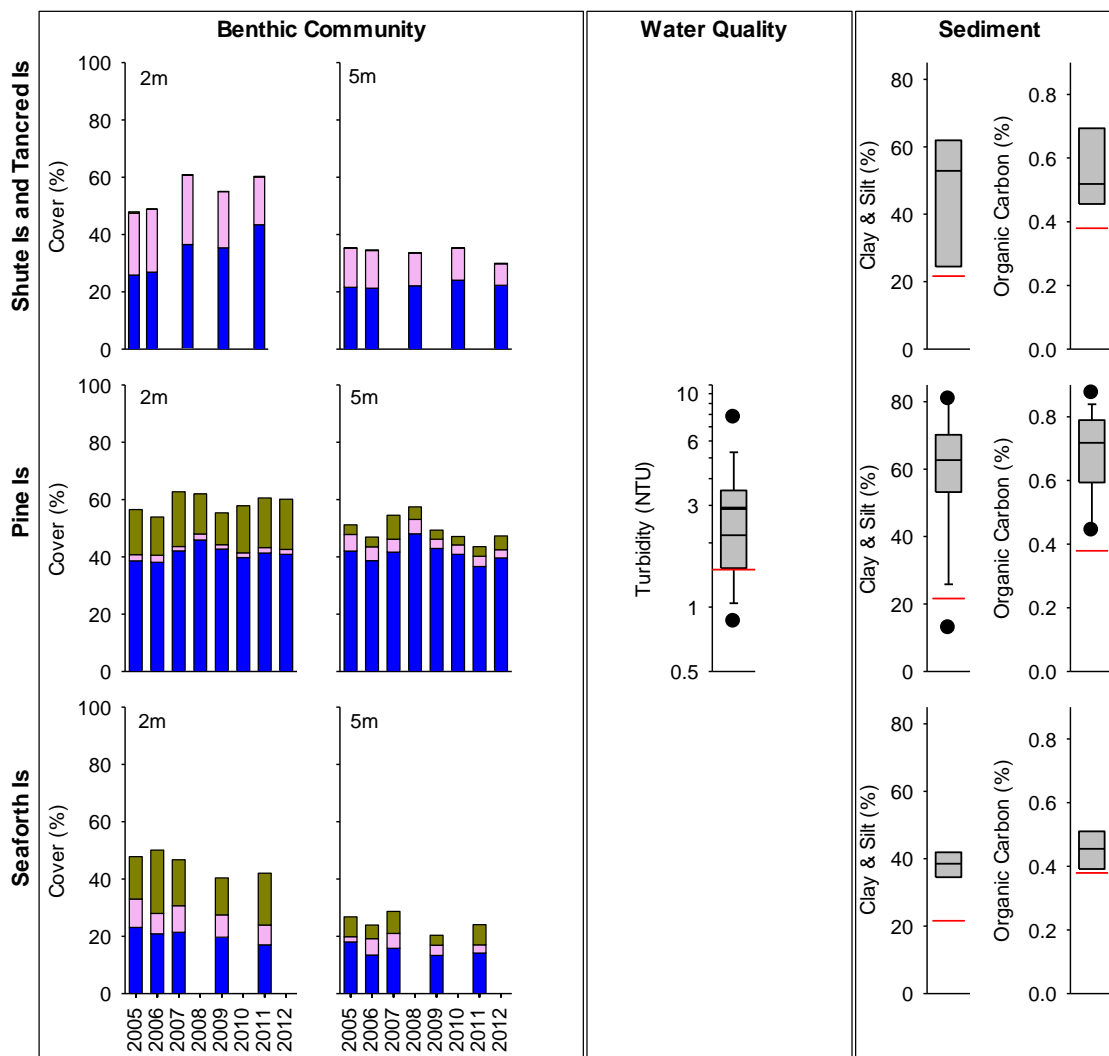 Benthic Community
Water Quality
Sediment
Shute Is and Tancred Is
Cover (%)
100
80
60
40
20
0
2m
5m
Clay & Silt (%)
80
60
40
20
0
Organic Carbon (%)
0.8
0.6
0.4
0.2
0.0
Pine Is
Cover (%)
100
80
60
40
20
0
2m
5m
Turbidity (NTU)
10
6
3
1
0.5
Clay & Silt (%)
80
60
40
20
0
Organic Carbon (%)
0.8
0.6
0.4
0.2
0.0
Seaforth Is
Cover (%)
100
80
60
40
20
0
2m
5m
2005 2006 2007 2008 2009 2010 2011 2012
2005 2006 2007 2008 2009 2010 2011 2012
Clay & Silt (%)
80
60
40
20
0
Organic Carbon (%)
0.8
0.6
0.4
0.2
0.0